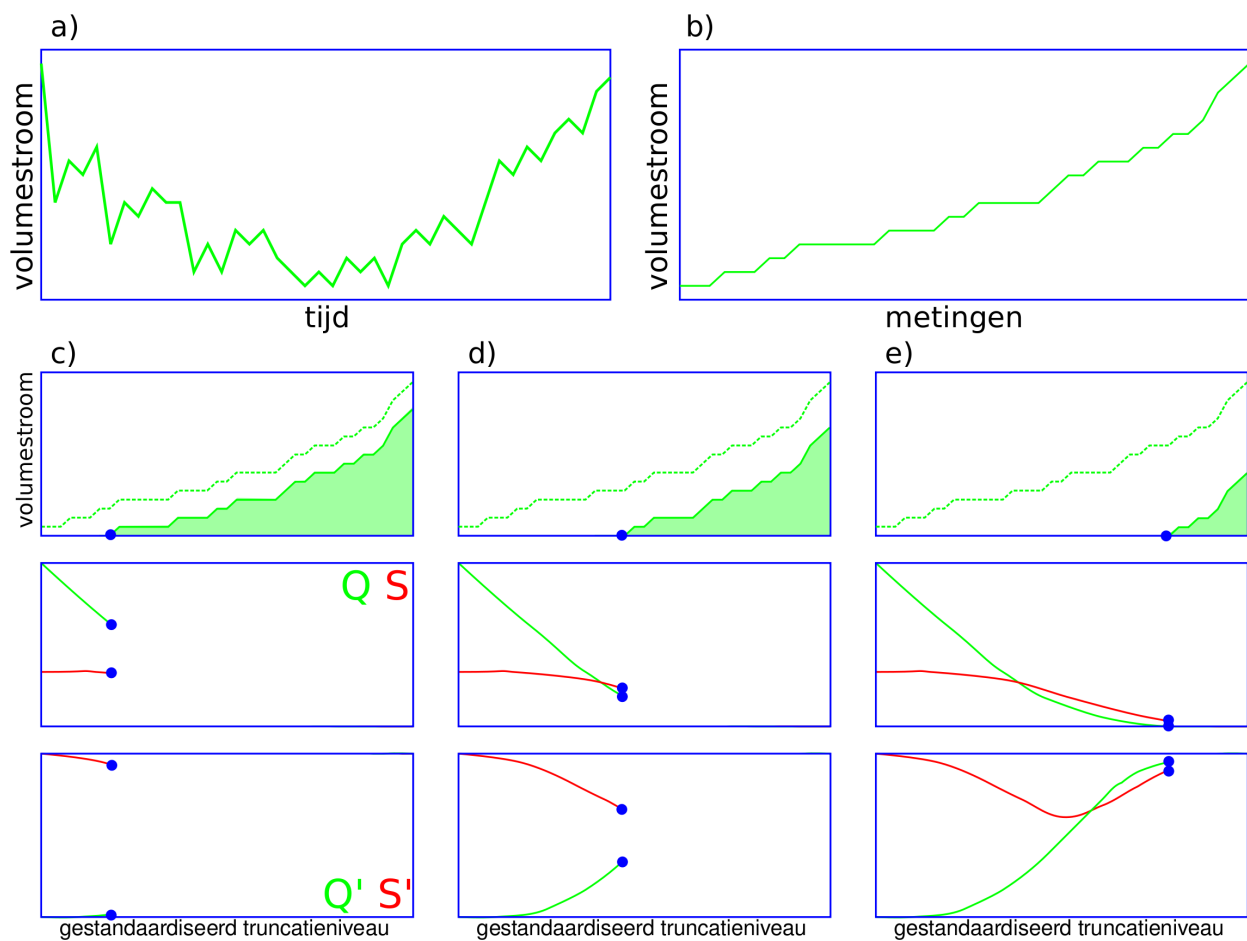 a)
b)
volumestroom
volumestroom
tijd
metingen
c)
d)
e)
volumestroom
Q S
Q' S'
gestandaardiseerd truncatieniveau
gestandaardiseerd truncatieniveau
gestandaardiseerd truncatieniveau